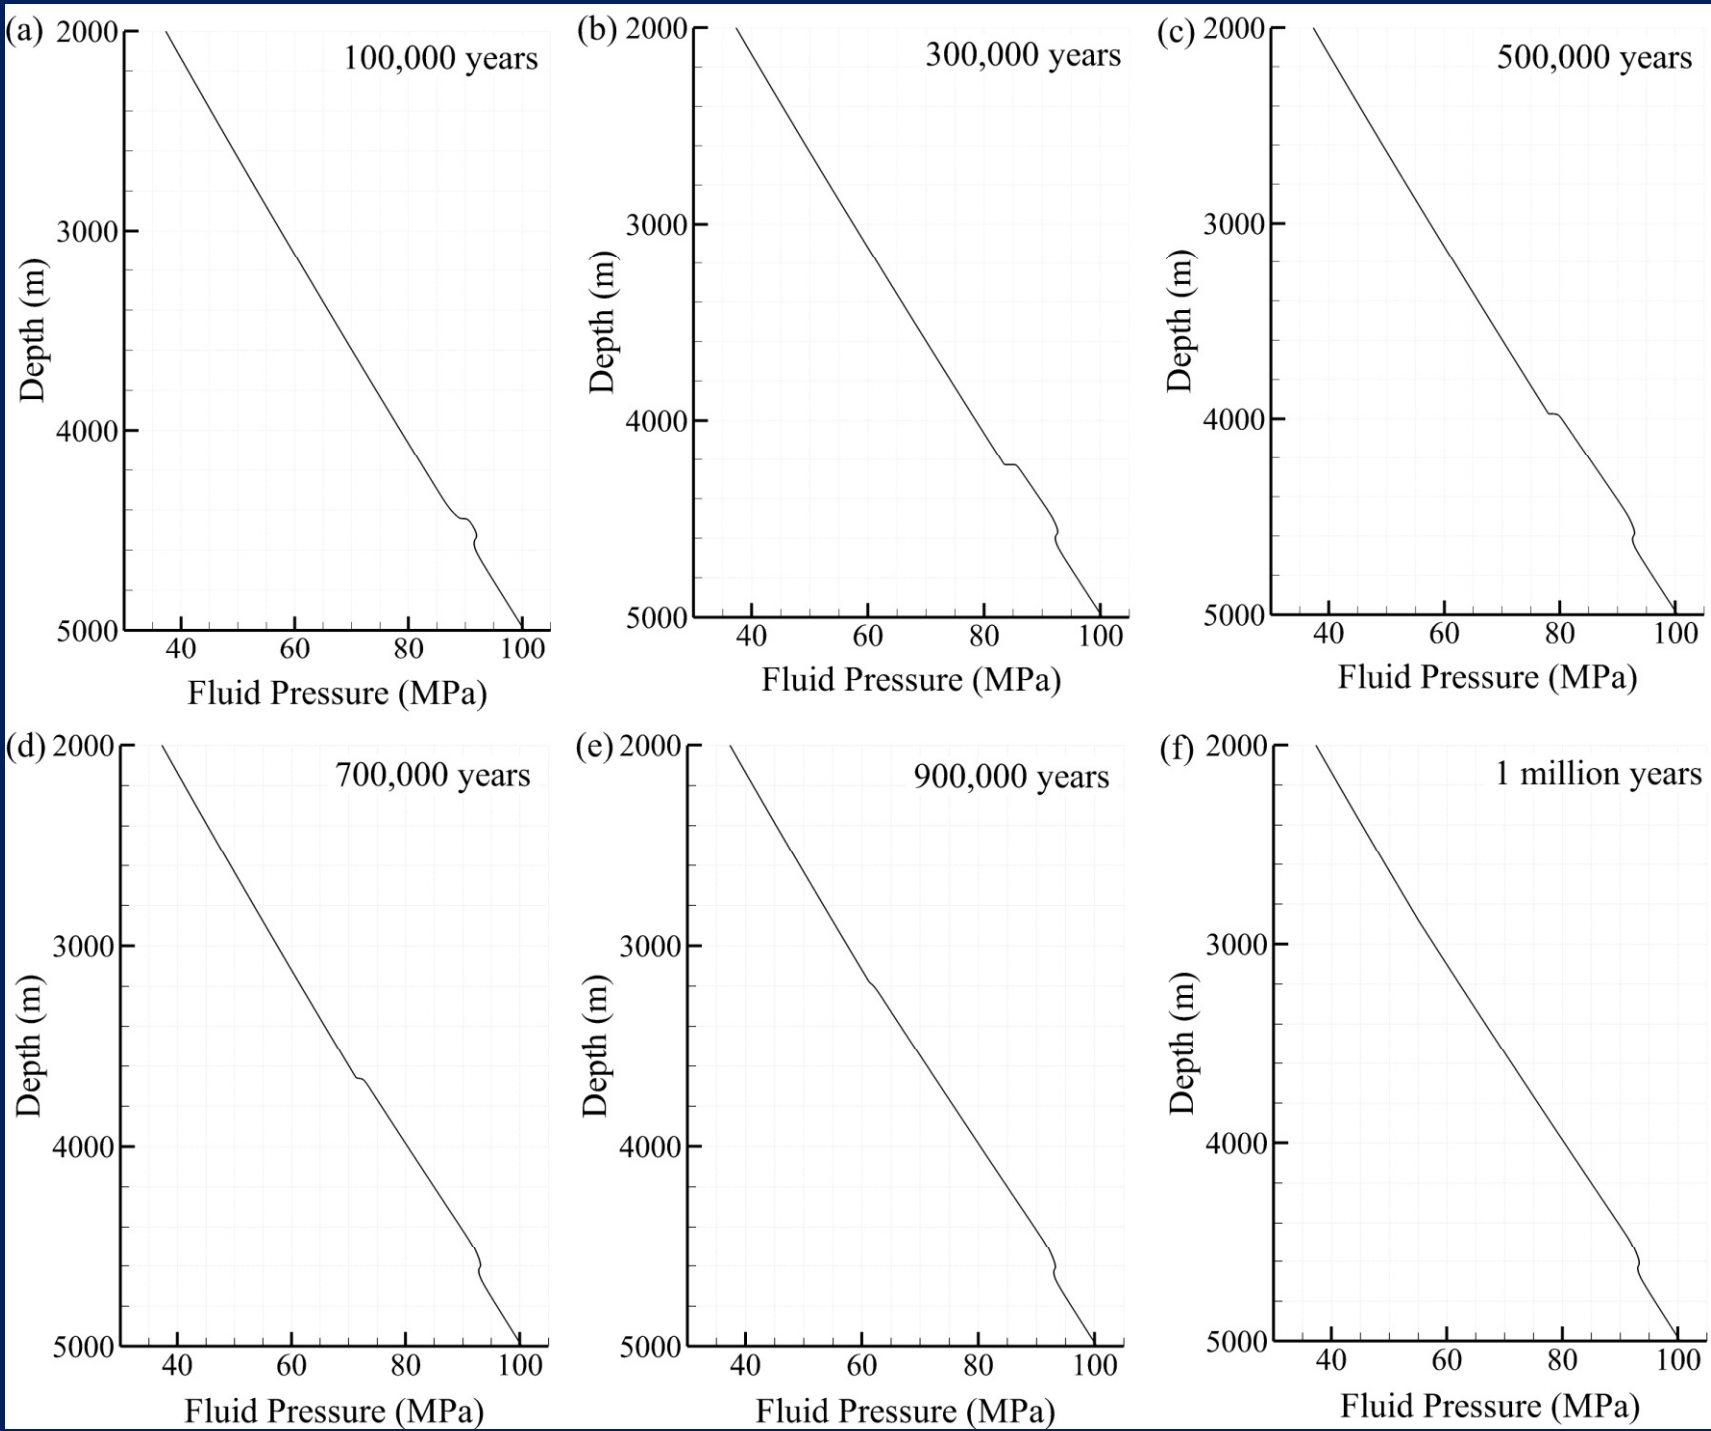 (a)
100,000 years
2000
3000
4000
5000
Depth (m)
40 60 80 100
Fluid Pressure (MPa)
(b)
300,000 years
2000
3000
4000
5000
Depth (m)
40 60 80 100
Fluid Pressure (MPa)
(c)
500,000 years
2000
3000
4000
5000
Depth (m)
40 60 80 100
Fluid Pressure (MPa)
(d)
700,000 years
2000
3000
4000
5000
Depth (m)
40 60 80 100
Fluid Pressure (MPa)
(e)
900,000 years
2000
3000
4000
5000
Depth (m)
40 60 80 100
Fluid Pressure (MPa)
(f)
1 million years
2000
3000
4000
5000
Depth (m)
40 60 80 100
Fluid Pressure (MPa)